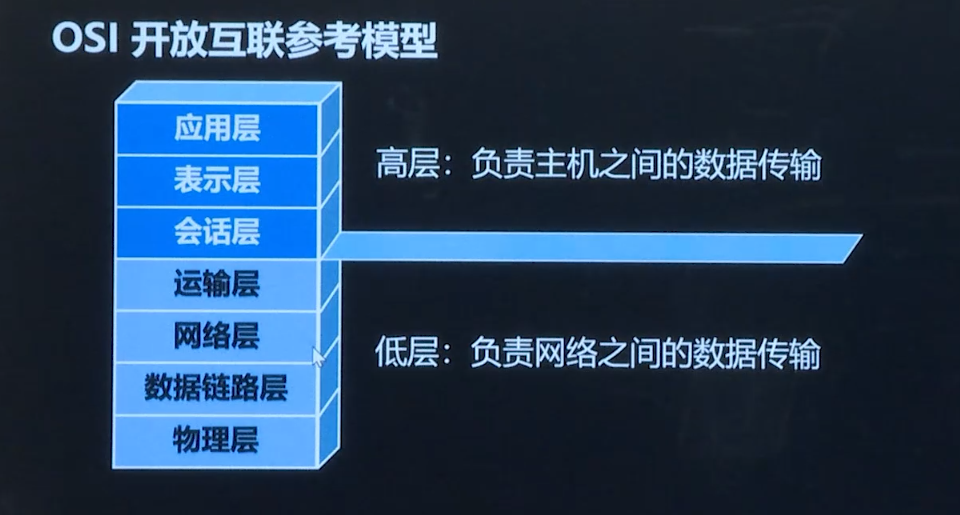 OSI 开放互联参考模型
应用层
表示层
会话层
运输层
网络层
数据链路层
物理层
高层：负责主机之间的数据传输
低层：负责网络之间的数据传输